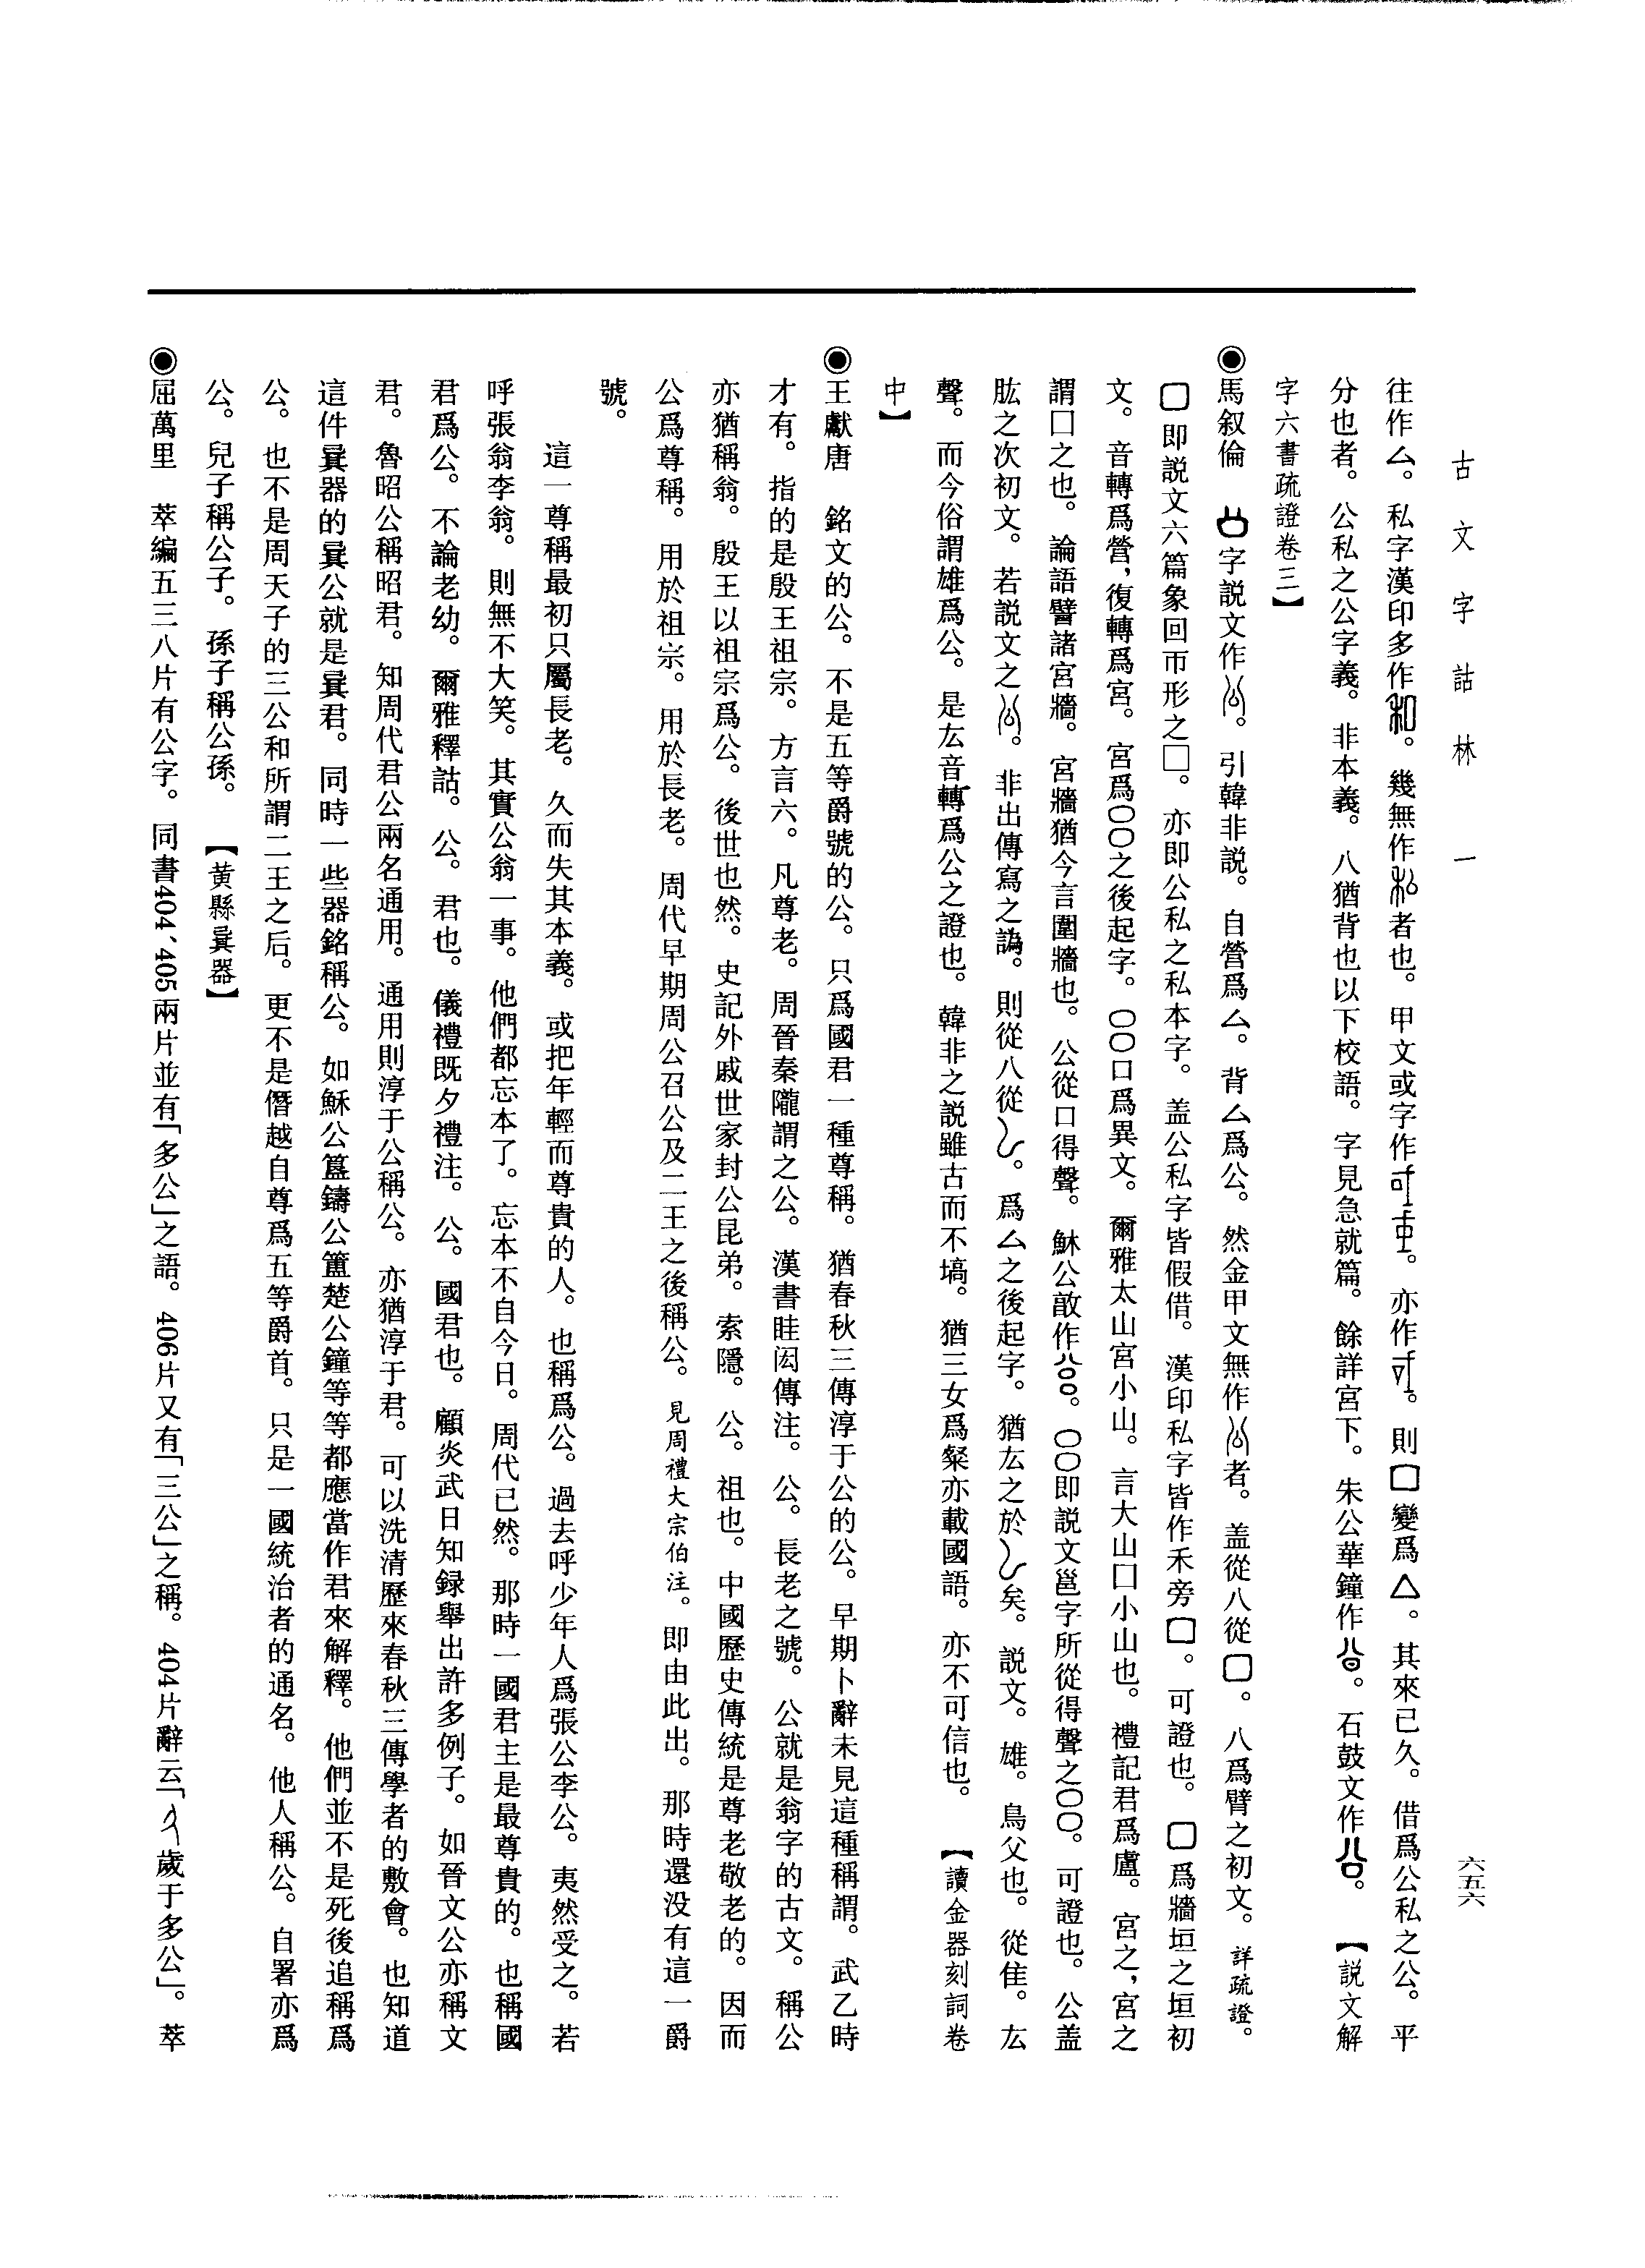 古文字詁林 一
六五六
往作厶。私字漢印多作。幾無作者也。甲文或字作。亦作。則變爲△。其來已久。借爲公私之公。平
分也者。公私之公字義。非本義。八猶背也以下校語。字見急就篇。餘詳宮下。朱公華鐘作。石鼓文作。【説文解
字六書疏證卷三】
◉馬叙倫 字説文作。引韓非説。自營爲厶。背厶爲公。然金甲文無作者。盖從八從口。八爲臂之初文。詳疏證。
口即説文六篇象回帀形之囗。亦即公私之私本字。盖公私字皆假借。漢印私字皆作禾旁口。可證也。口爲牆垣之垣初
文。音轉爲營，復轉爲宮。宮爲〇〇之後起字。〇〇口爲異文。爾雅太山宮小山。言大山囗小山也。禮記君爲廬。宮之，宮之
謂囗之也。論語譬諸宮牆。宮牆猶今言圍牆也。公從口得聲。穌公敢作。〇〇即説文邕字所從得聲之〇〇。可證也。公盖
肱之次初文。若説文之。非出傳寫之譌。則從八從。爲厶之後起字。猶厷之於矣。説文。雄。鳥父也。從隹。厷
聲。而今俗謂雄爲公。是厷音轉爲公之證也。韓非之説雖古而不塙。猶三女爲粲亦載國語。亦不可信也。 【讀金器刻詞卷
中】
◉王獻唐 銘文的公。不是五等爵號的公。只爲國君一種尊稱。猶春秋三傳淳于公的公。早期卜辭未見這種稱謂。武乙時
才有。指的是殷王祖宗。方言六。凡尊老。周晉秦隴謂之公。漢書眭閎傳注。公。長老之號。公就是翁字的古文。稱公
亦猶稱翁。殷王以祖宗爲公。後世也然。史記外戚世家封公昆弟。索隱。公。祖也。中國歷史傳統是尊老敬老的。因而
公爲尊稱。用於祖宗。用於長老。周代早期周公召公及二王之後稱公。見周禮大宗伯注。即由此出。那時還没有這一爵
號。
這一尊稱最初只屬長老。久而失其本義。或把年輕而尊貴的人。也稱爲公。過去呼少年人爲張公李公。夷然受之。若
呼張翁李翁。則無不大笑。其實公翁一事。他們都忘本了。忘本不自今日。周代已然。那時一國君主是最尊貴的。也稱國
君爲公。不論老幼。爾雅釋詁。公。君也。儀禮既夕禮注。公。國君也。顧炎武日知録舉出許多例子。如晉文公亦稱文
君。魯昭公稱昭君。知周代君公兩名通用。通用則淳于公稱公。亦猶淳于君。可以洗清歷來春秋三傳學者的敷會。也知道
這件㠱器的㠱公就是㠱君。同時一些器銘稱公。如穌公簋鑄公簠楚公鐘等等都應當作君來解釋。他們並不是死後追稱爲
公。也不是周天子的三公和所謂二王之后。更不是僭越自尊爲五等爵首。只是一國統治者的通名。他人稱公。自署亦爲
公。兒子稱公子。孫子稱公孫。 【黄縣㠱器】
◉屈萬里 萃編五三八片有公字。同書404、405兩片並有「多公」之語。406片又有「三公」之稱。404片辭云「歲于多公」。萃